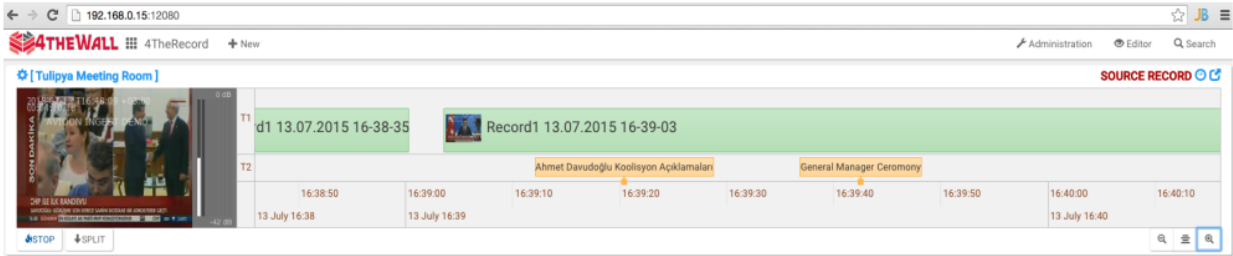 192.168.0.15:12080
4THEWALL 4TheRecord + New Administration Editor Search
[ Tulipya Meeting Room ] SOURCE RECORD
0 dB
AVIDON INGEST DEMO
SON DAKİKA
CHP İLE İLK RANDEVU
-42 dB
T1 d1 13.07.2015 16-38-35 Record1 13.07.2015 16-39-03
T2 Ahmet Davudoğlu Koolisyon Açıklamaları General Manager Ceromony
16:38:50 16:39:00 16:39:10 16:39:20 16:39:30 16:39:40 16:39:50 16:40:00 16:40:10
13 July 16:38 13 July 16:39 13 July 16:40
STOP SPLIT